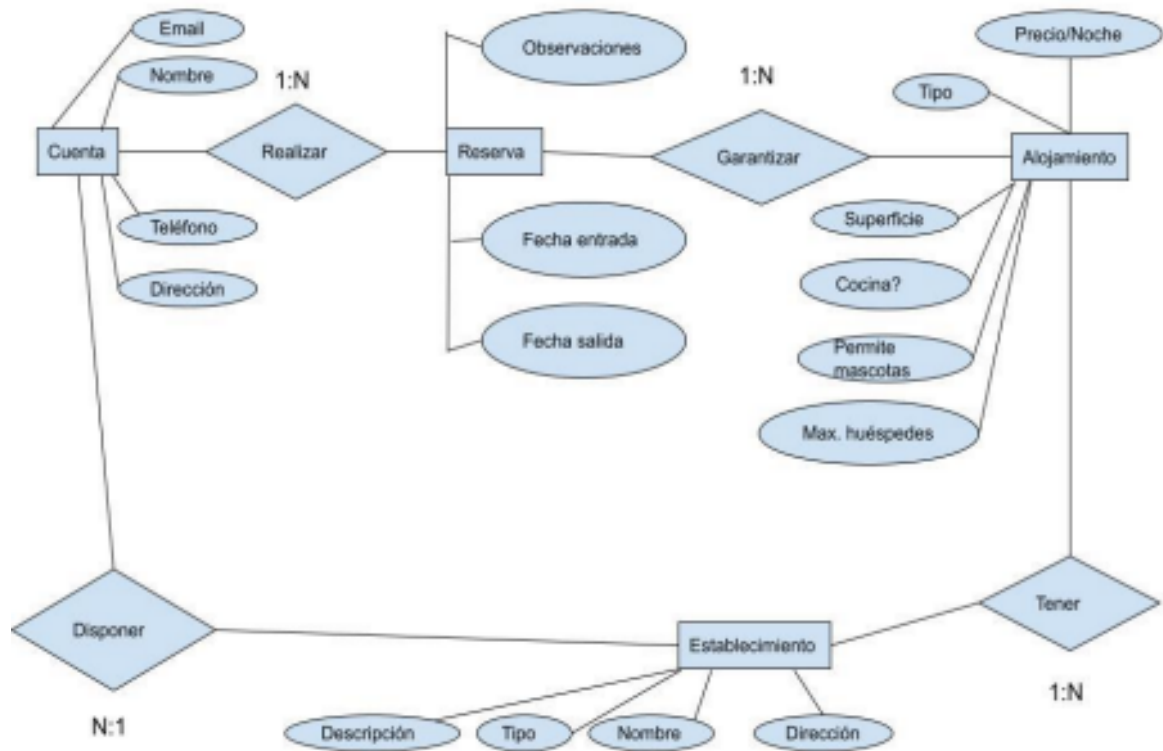 Email
Nombre
1:N
Cuenta
Realizar
Teléfono
Dirección
Observaciones
Reserva
Fecha entrada
Fecha salida
1:N
Garantizar
Precio/Noche
Tipo
Alojamiento
Superficie
Cocina?
Permite
mascotas
Max. huéspedes
Disponer
N:1
Establecimiento
Descripción
Tipo
Nombre
Dirección
Tener
1:N